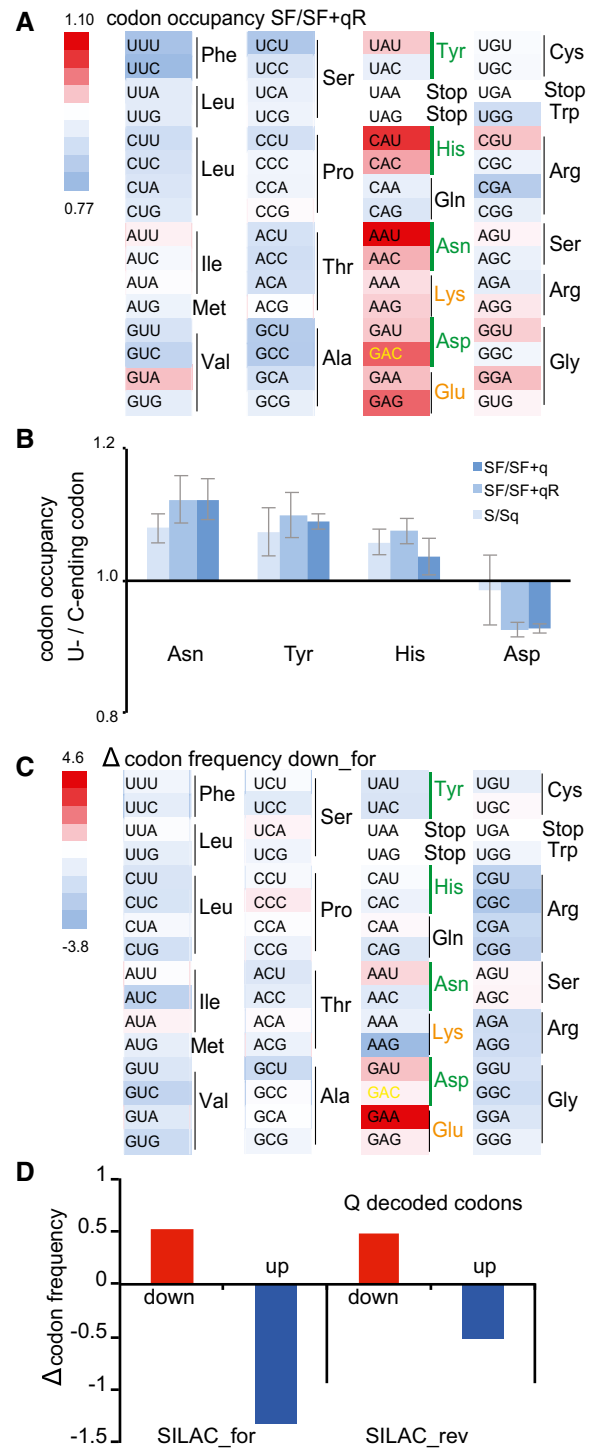 A codon occupancy SF/SF+qR
1.10
0.77
UUU UUC Phe
UUA UUG Leu
CUU CUC CUA CUG Leu
AUU AUC AUA Ile
AUG Met
GUU GUC GUA GUG Val
UCU UCC UCA UCG Ser
CCU CCC CCA CCG Pro
ACU ACC ACA ACG Thr
GCU GCC GCA GCG Ala
UAU UAC Tyr
UAA Stop
UAG Stop
CAU CAC His
CAA CAG Gln
AAU AAC Asn
AAA AAG Lys
GAU GAC Asp
GAA GAG Glu
UGU UGC Cys
UGA Stop
UGG Trp
CGU CGC CGA CGG Arg
AGU AGC Ser
AGA AGG Arg
GGU GGC GGA GUG Gly
B
codon occupancy
U- / C-ending codon
1.2
1.0
0.8
SF/SF+q
SF/SF+qR
S/Sq
Asn Tyr His Asp
C Δ codon frequency down_for
4.6
-3.8
UUU UUC Phe
UUA UUG Leu
CUU CUC CUA CUG Leu
AUU AUC AUA Ile
AUG Met
GUU GUC GUA GUG Val
UCU UCC UCA UCG Ser
CCU CCC CCA CCG Pro
ACU ACC ACA ACG Thr
GCU GCC GCA GCG Ala
UAU UAC Tyr
UAA Stop
UAG Stop
CAU CAC His
CAA CAG Gln
AAU AAC Asn
AAA AAG Lys
GAU GAC Asp
GAA GAG Glu
UGU UGC Cys
UGA Stop
UGG Trp
CGU CGC CGA CGG Arg
AGU AGC Ser
AGA AGG Arg
GGU GGC GGA GGG Gly
D
Δ codon frequency
1
0.5
0
-0.5
-1
-1.5
Q decoded codons
up up
down down
SILAC_for SILAC_rev